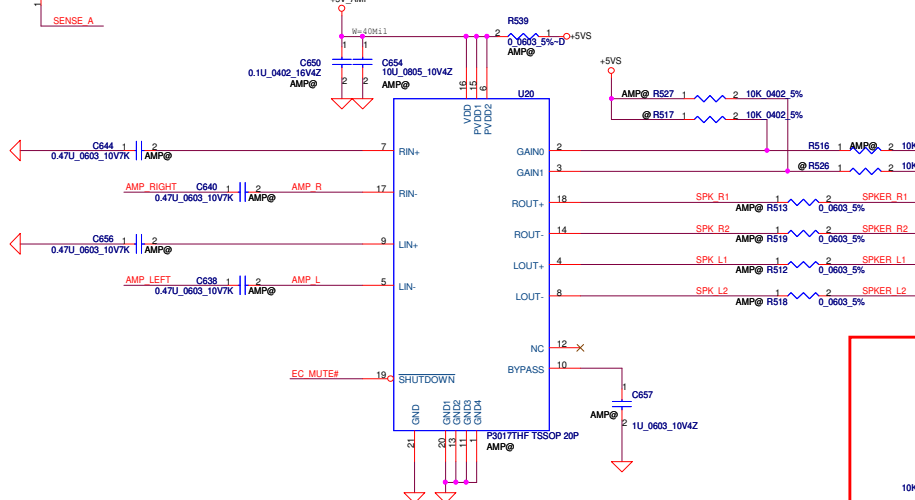 +5V_AMP
SENSE_A
1
W=40Mil
R539
2 1
+5VS
0_0603_5%~D
AMP@
1 1
C650 C654
0.1U_0402_16V4Z 10U_0805_10V4Z
2 2
AMP@ AMP@
+5VS
16 15 6
U20
VDD PVDD1 PVDD2
AMP@ R527 1 2 10K_0402_5%
@ R517 1 2 10K_0402_5%
C644 1 2
0.47U_0603_10V7K AMP@
7 RIN+
GAIN0 2
R516 1 AMP@ 2 10K
GAIN1 3
@ R526 1 2 10K
AMP_RIGHT C640 1 2 AMP_R
0.47U_0603_10V7K AMP@
17 RIN-
ROUT+ 18 SPK_R1 1 2 SPKER_R1
AMP@ R513 0_0603_5%
ROUT- 14 SPK_R2 1 2 SPKER_R2
AMP@ R519 0_0603_5%
C656 1 2
0.47U_0603_10V7K AMP@
9 LIN+
LOUT+ 4 SPK_L1 1 2 SPKER_L1
AMP@ R512 0_0603_5%
AMP_LEFT C638 1 2 AMP_L
0.47U_0603_10V7K AMP@
5 LIN-
LOUT- 8 SPK_L2 1 2 SPKER_L2
AMP@ R518 0_0603_5%
NC 12
BYPASS 10
EC_MUTE# 19 SHUTDOWN
1
C657
AMP@
2 1U_0603_10V4Z
GND GND1 GND2 GND3 GND4
21 20 13 11 1
P3017THF TSSOP 20P
AMP@
10K